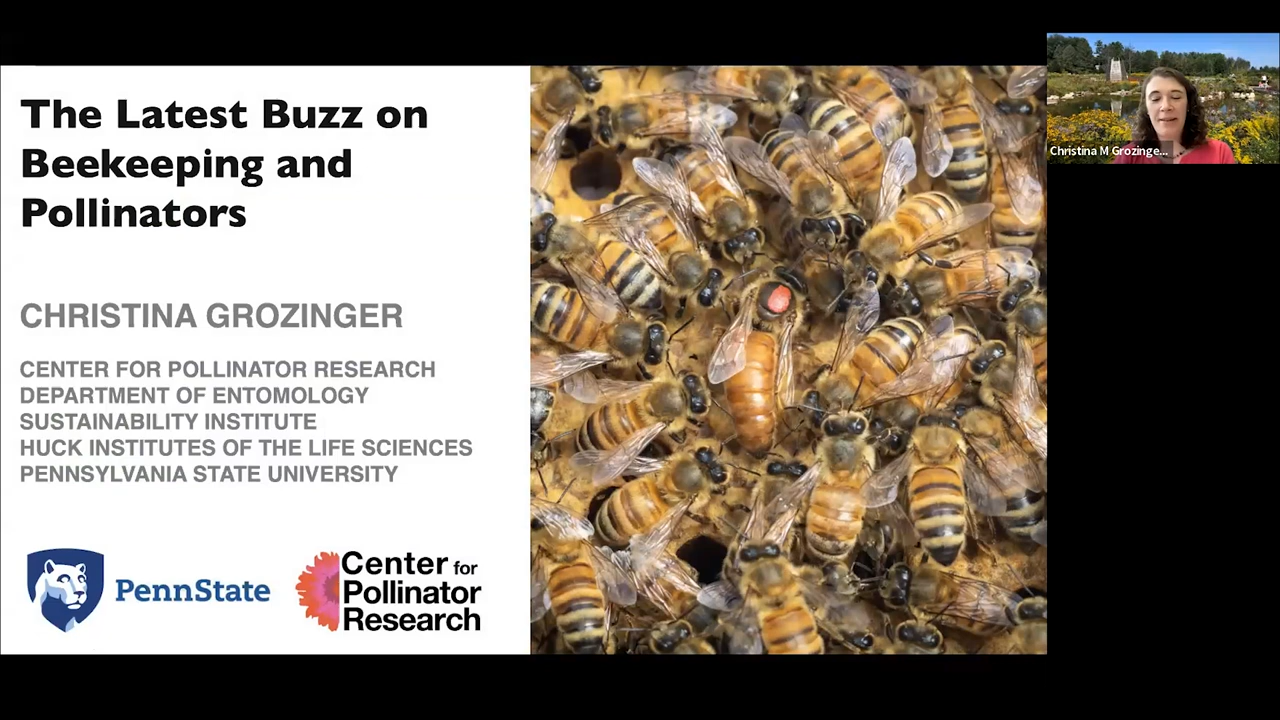 The Latest Buzz on
Beekeeping and
Pollinators
CHRISTINA GROZINGER
CENTER FOR POLLINATOR RESEARCH
DEPARTMENT OF ENTOMOLOGY
SUSTAINABILITY INSTITUTE
HUCK INSTITUTES OF THE LIFE SCIENCES
PENNSYLVANIA STATE UNIVERSITY
PennState
Center for
Pollinator
Research
Christina M Grozinge...